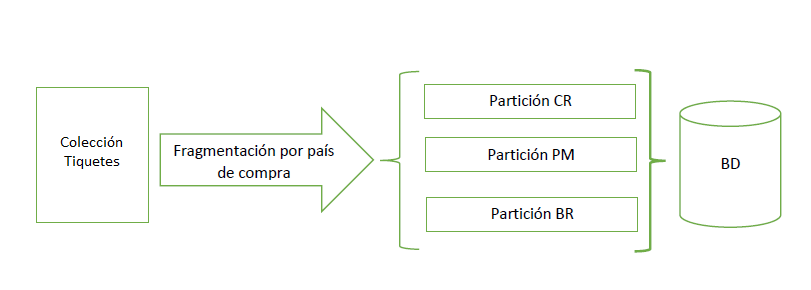 Colección
Tiquetes
Fragmentación por país
de compra
Partición CR
Partición PM
Partición BR
BD